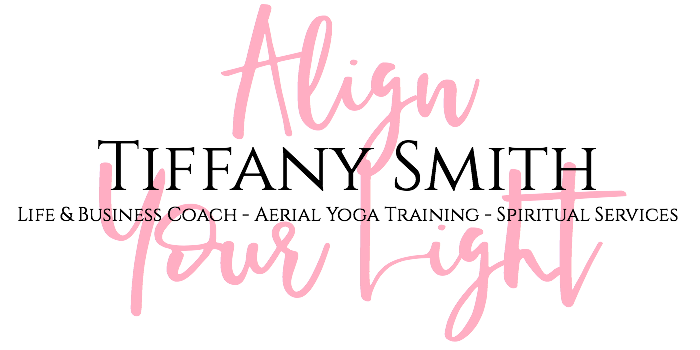 Align
TIFFANY SMITH
LIFE & BUSINESS COACH - AERIAL YOGA TRAINING - SPIRITUAL SERVICES
Your Light